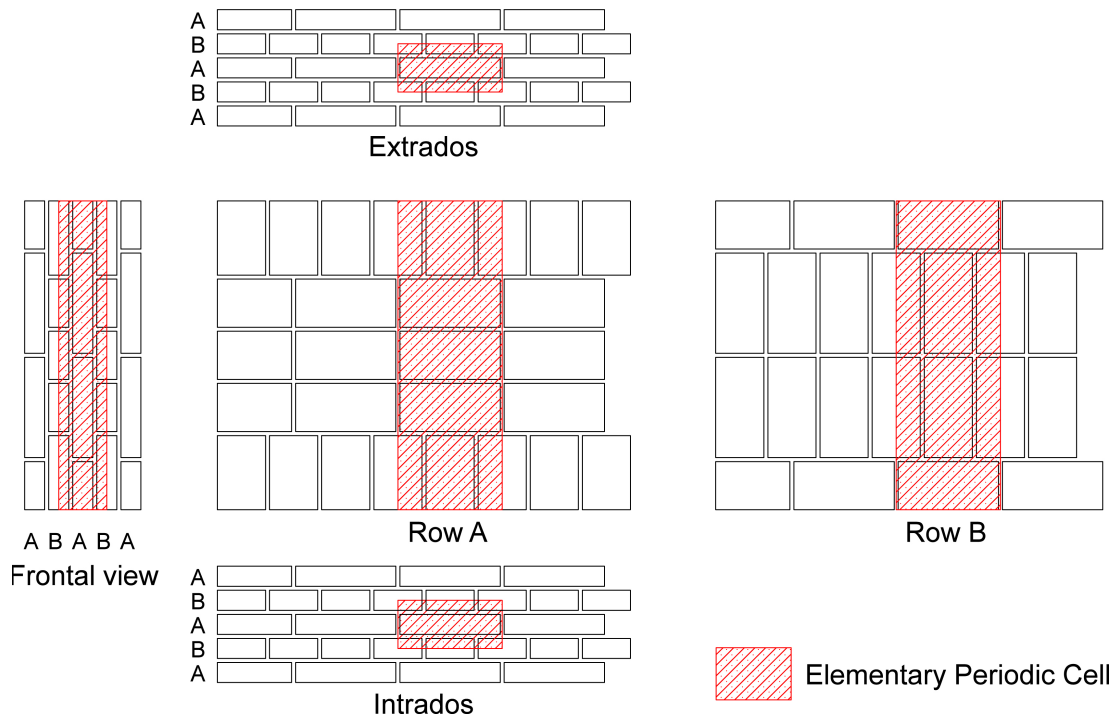 A
B
A
B
A
Extrados
Row A
Row B
A B A B A
Frontal view
A
B
A
B
A
Intrados
Elementary Periodic Cell